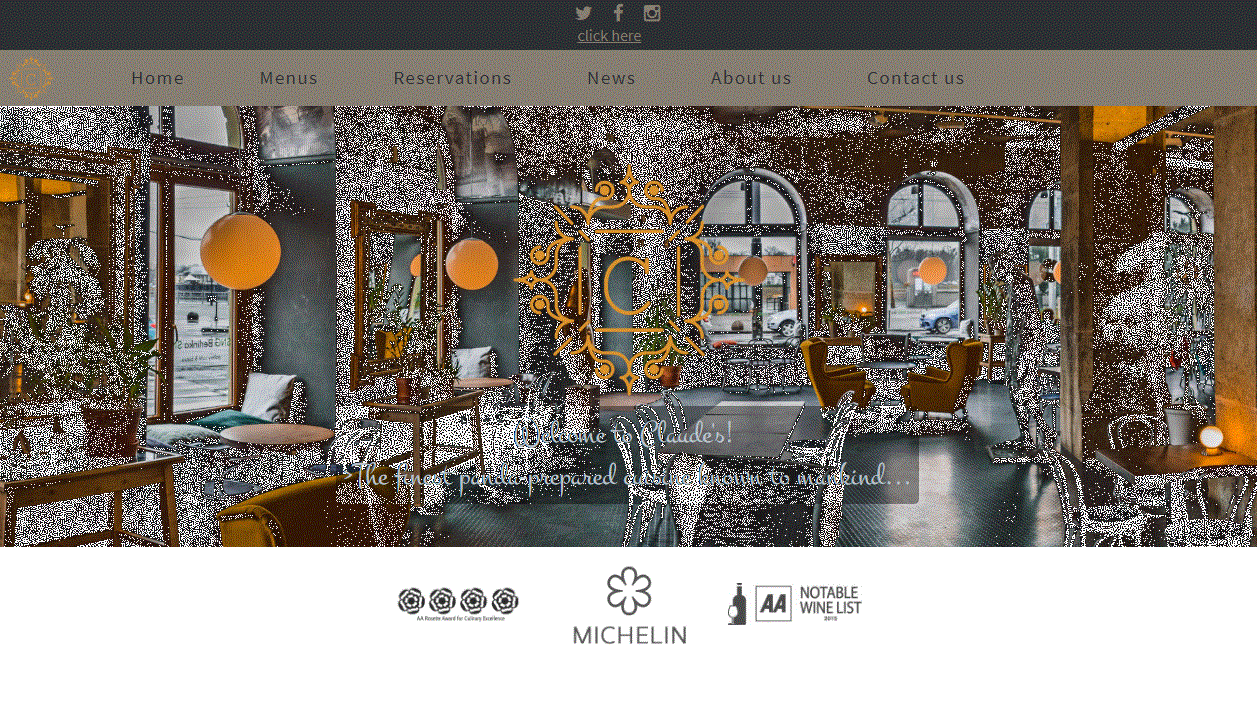 click here
Home Menus Reservations News About us Contact us
C
Welcome to Claude's!
The finest panda-prepared cuisine known to mankind...
AA Rosette Award for Culinary Excellence
MICHELIN
AA
NOTABLE
WINE LIST
2015